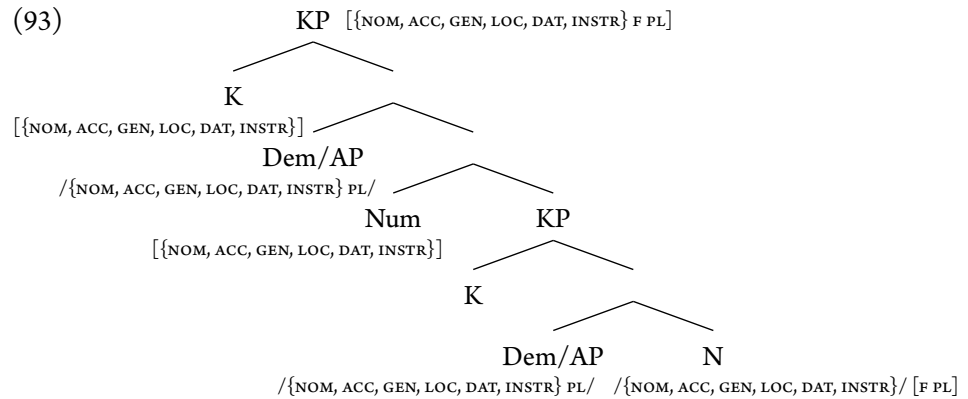 (93) KP [{NOM, ACC, GEN, LOC, DAT, INSTR} F PL]
K
[{NOM, ACC, GEN, LOC, DAT, INSTR}]
Dem/AP
/{NOM, ACC, GEN, LOC, DAT, INSTR} PL/
Num KP
[{NOM, ACC, GEN, LOC, DAT, INSTR}]
K
Dem/AP N
/{NOM, ACC, GEN, LOC, DAT, INSTR} PL/ /{NOM, ACC, GEN, LOC, DAT, INSTR}/ [F PL]